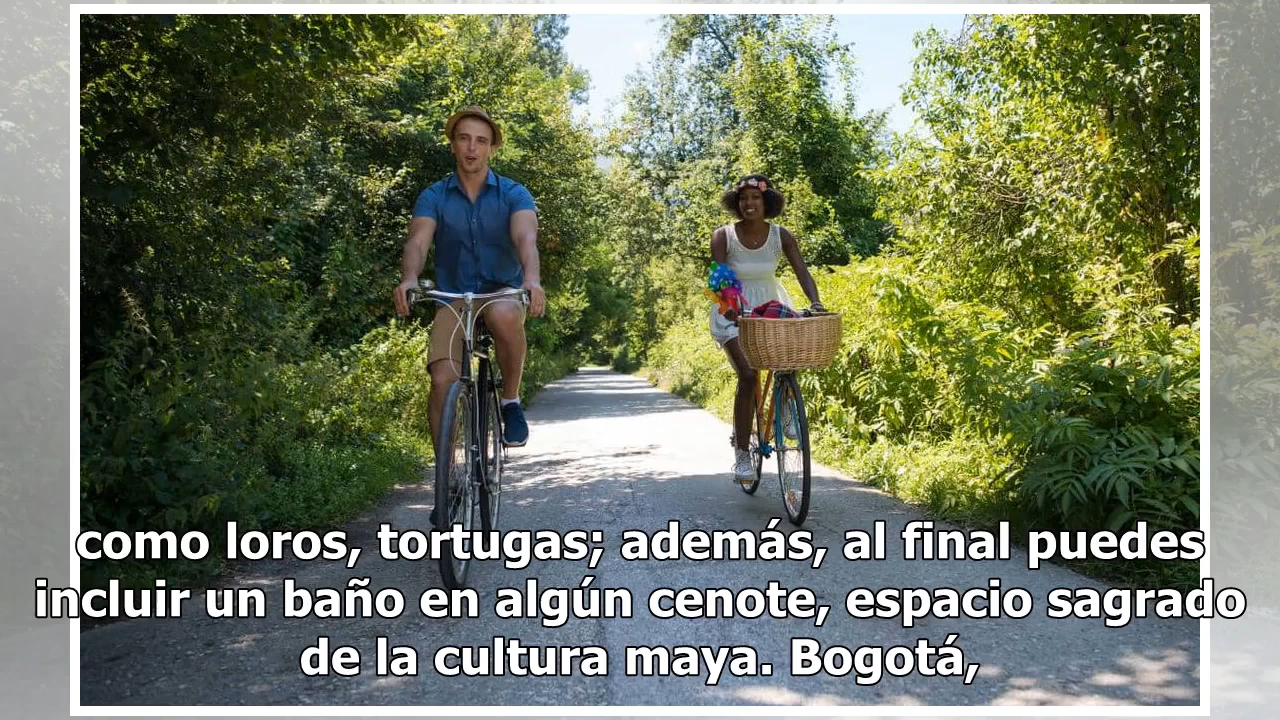 como loros, tortugas; además, al final puedes
incluir un baño en algún cenote, espacio sagrado
de la cultura maya. Bogotá,